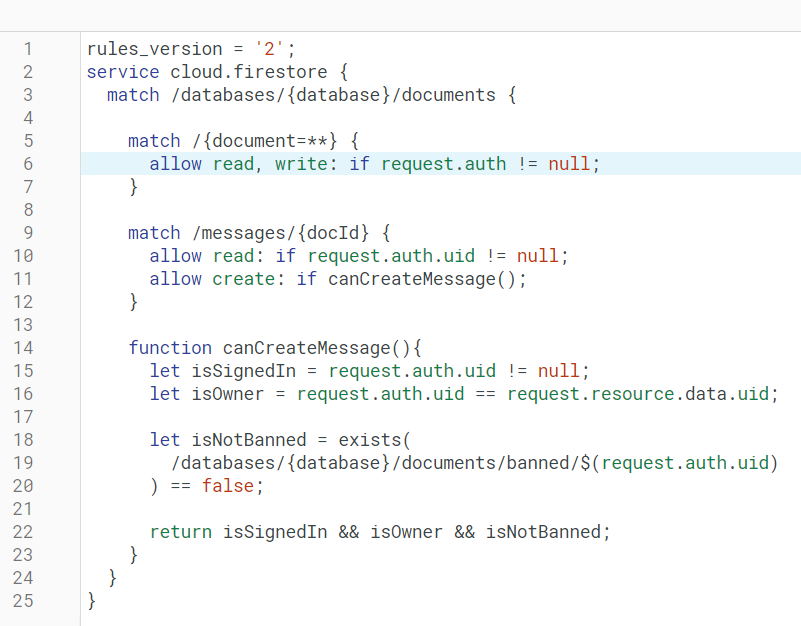 1 rules_version = '2';
2 service cloud.firestore {
3 match /databases/{database}/documents {
4
5 match /{document=**} {
6 allow read, write: if request.auth != null;
7 }
8
9 match /messages/{docId} {
10 allow read: if request.auth.uid != null;
11 allow create: if canCreateMessage();
12 }
13
14 function canCreateMessage(){
15 let isSignedIn = request.auth.uid != null;
16 let isOwner = request.auth.uid == request.resource.data.uid;
17
18 let isNotBanned = exists(
19 /databases/{database}/documents/banned/$(request.auth.uid)
20 ) == false;
21
22 return isSignedIn && isOwner && isNotBanned;
23 }
24 }
25 }